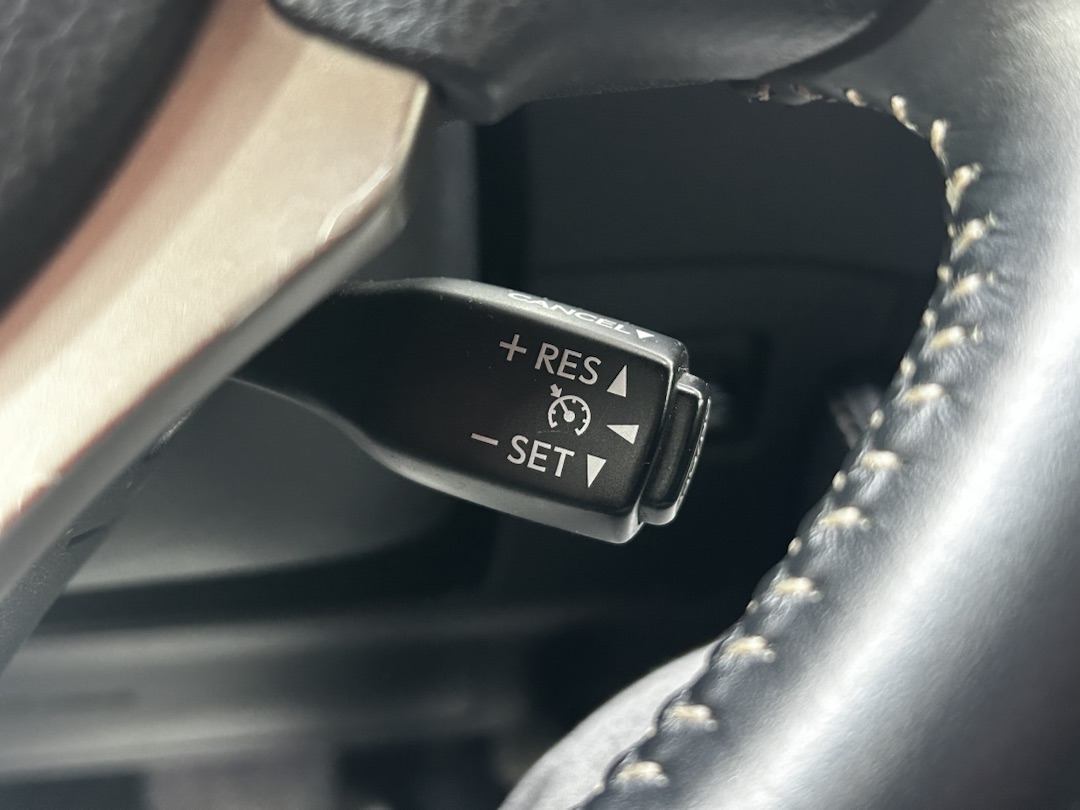 CANCEL▼
+ RES▲
◀
− SET▼